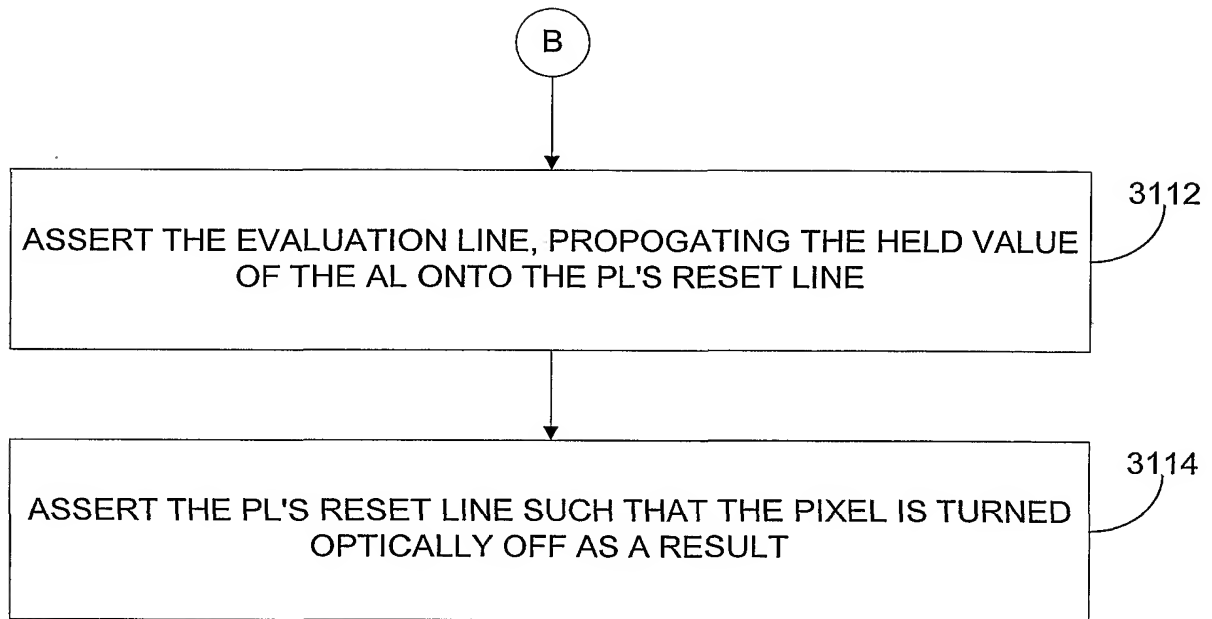 B
3112
ASSERT THE EVALUATION LINE, PROPOGATING THE HELD VALUE
OF THE AL ONTO THE PL'S RESET LINE
3114
ASSERT THE PL'S RESET LINE SUCH THAT THE PIXEL IS TURNED
OPTICALLY OFF AS A RESULT